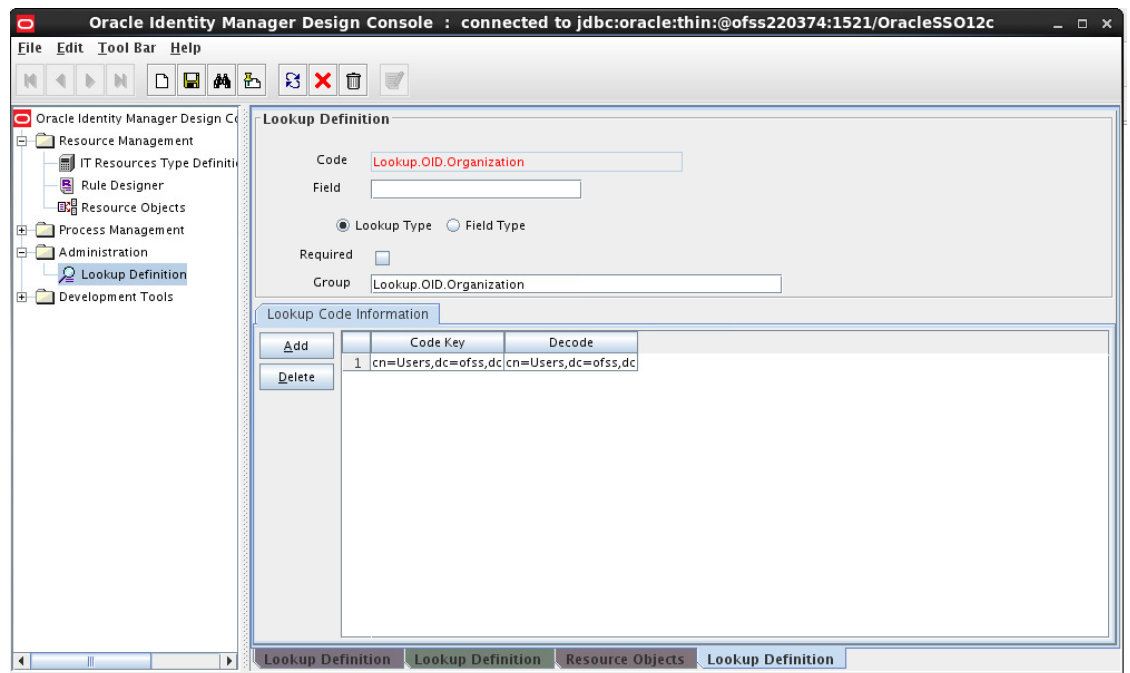 Oracle Identity Manager Design Console : connected to jdbc:oracle:thin:@ofss220374:1521/OracleSSO12c
File Edit Tool Bar Help
Oracle Identity Manager Design Co
Resource Management
IT Resources Type Definiti
Rule Designer
Resource Objects
Process Management
Administration
Lookup Definition
Development Tools
Lookup Definition
Code Lookup.OID.Organization
Field
Lookup Type Field Type
Required
Group Lookup.OID.Organization
Lookup Code Information
Add
Delete
Code Key Decode
1 cn=Users,dc=ofss,dc cn=Users,dc=ofss,dc
Lookup Definition Lookup Definition Resource Objects Lookup Definition